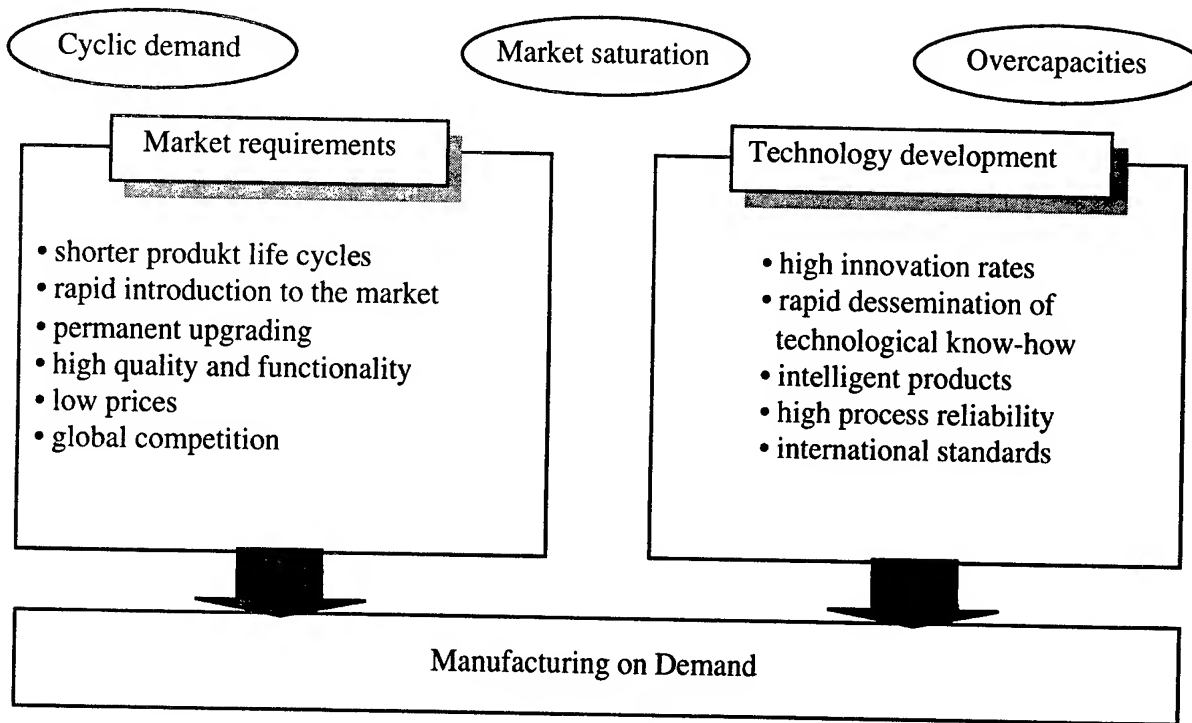 Cyclic demand
Market saturation
Overcapacities
Market requirements
• shorter produkt life cycles
• rapid introduction to the market
• permanent upgrading
• high quality and functionality
• low prices
• global competition
Technology development
• high innovation rates
• rapid dessemination of
technological know-how
• intelligent products
• high process reliability
• international standards
Manufacturing on Demand